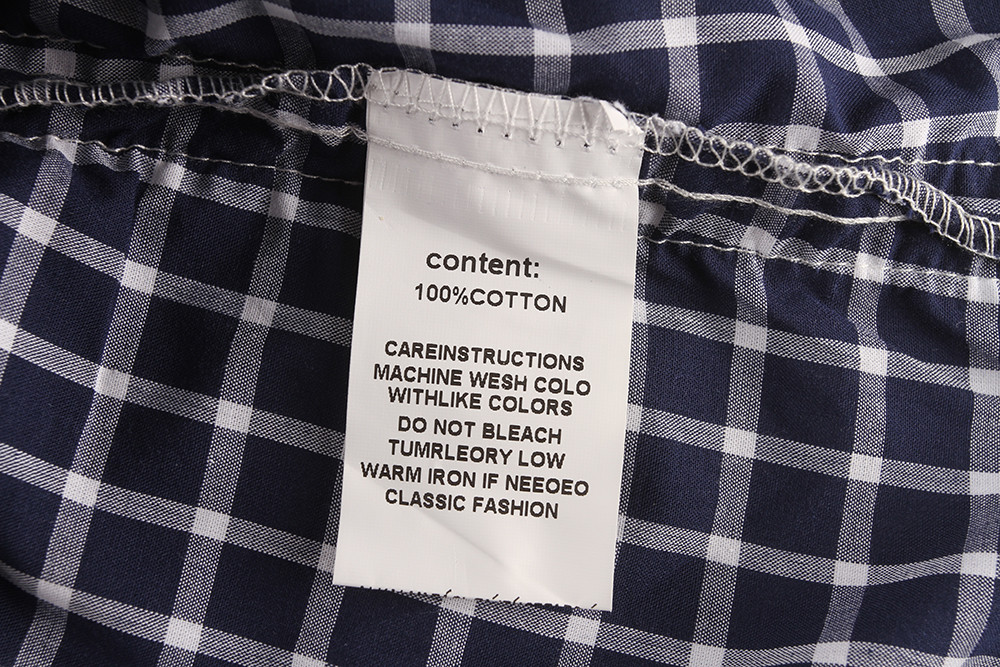 content:
100%COTTON
CAREINSTRUCTIONS
MACHINE WESH COLO
WITHLIKE COLORS
DO NOT BLEACH
TUMRLEORY LOW
WARM IRON IF NEEOEO
CLASSIC FASHION